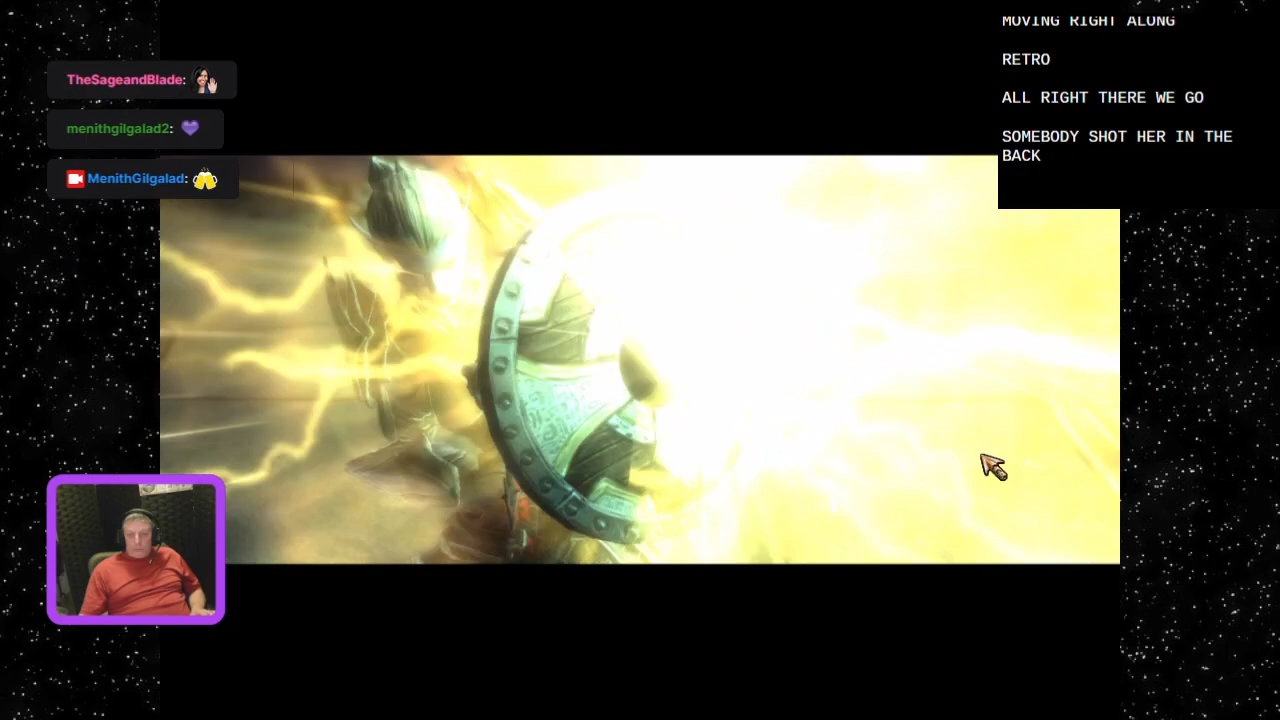 TheSageandBlade:
menithgilgalad2:
MenithGilgalad:
MOVING RIGHT ALONG
RETRO
ALL RIGHT THERE WE GO
SOMEBODY SHOT HER IN THE
BACK